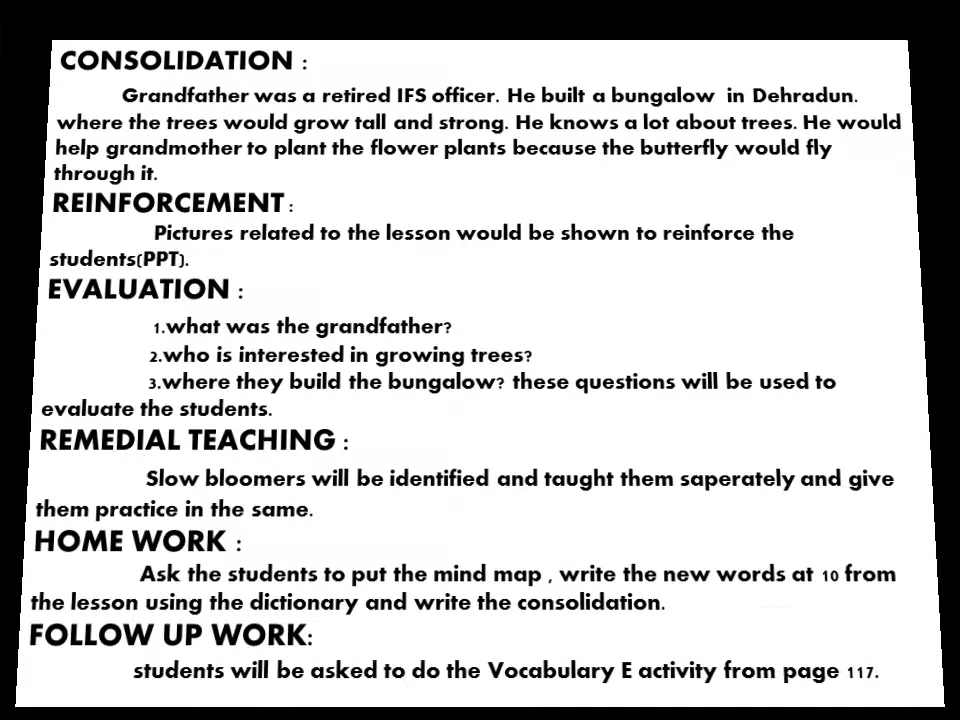 CONSOLIDATION :
Grandfather was a retired IFS officer. He built a bungalow in Dehradun.
where the trees would grow tall and strong. He knows a lot about trees. He would
help grandmother to plant the flower plants because the butterfly would fly
through it.
REINFORCEMENT :
Pictures related to the lesson would be shown to reinforce the
students(PPT).
EVALUATION :
1.what was the grandfather?
2.who is interested in growing trees?
3.where they build the bungalow? these questions will be used to
evaluate the students.
REMEDIAL TEACHING :
Slow bloomers will be identified and taught them saperately and give
them practice in the same.
HOME WORK :
Ask the students to put the mind map , write the new words at 10 from
the lesson using the dictionary and write the consolidation.
FOLLOW UP WORK:
students will be asked to do the Vocabulary E activity from page 117.